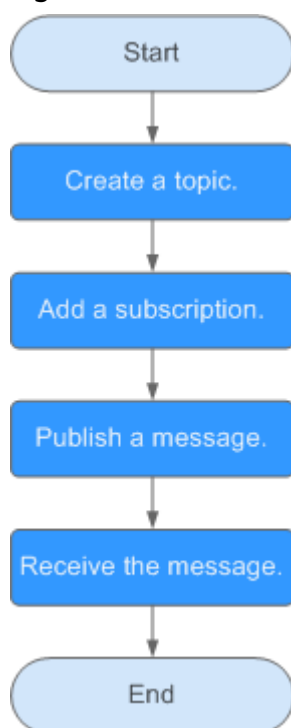 Start
Create a topic.
Add a subscription.
Publish a message.
Receive the message.
End